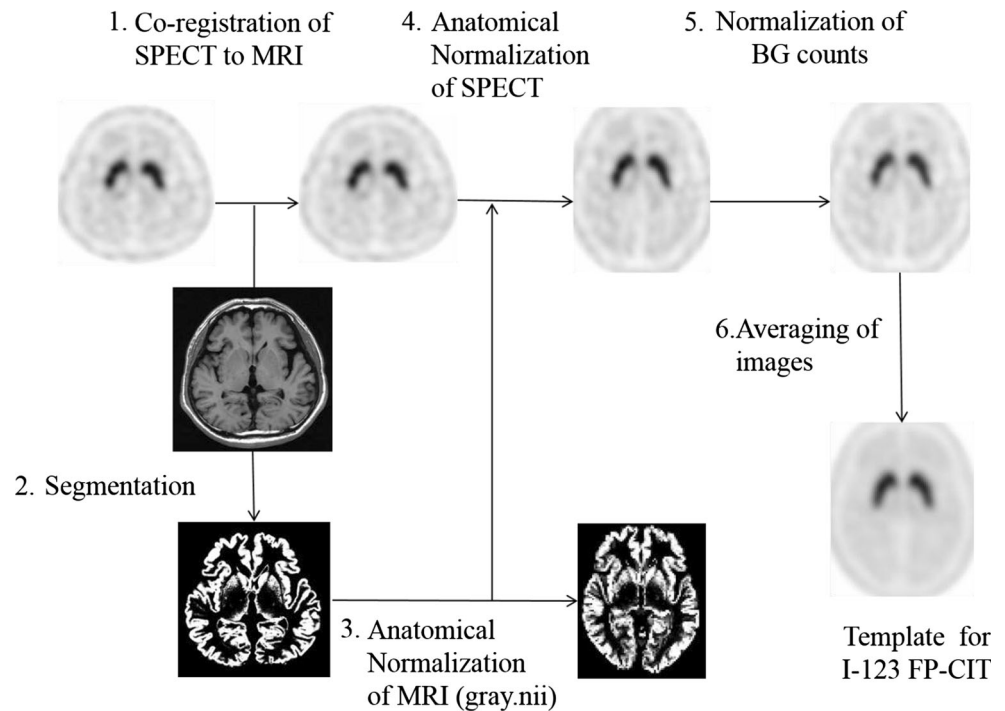 1. Co-registration of
SPECT to MRI
4. Anatomical
Normalization
of SPECT
5. Normalization of
BG counts
6.Averaging of
images
2. Segmentation
3. Anatomical
Normalization
of MRI (gray.nii)
Template for
I-123 FP-CIT